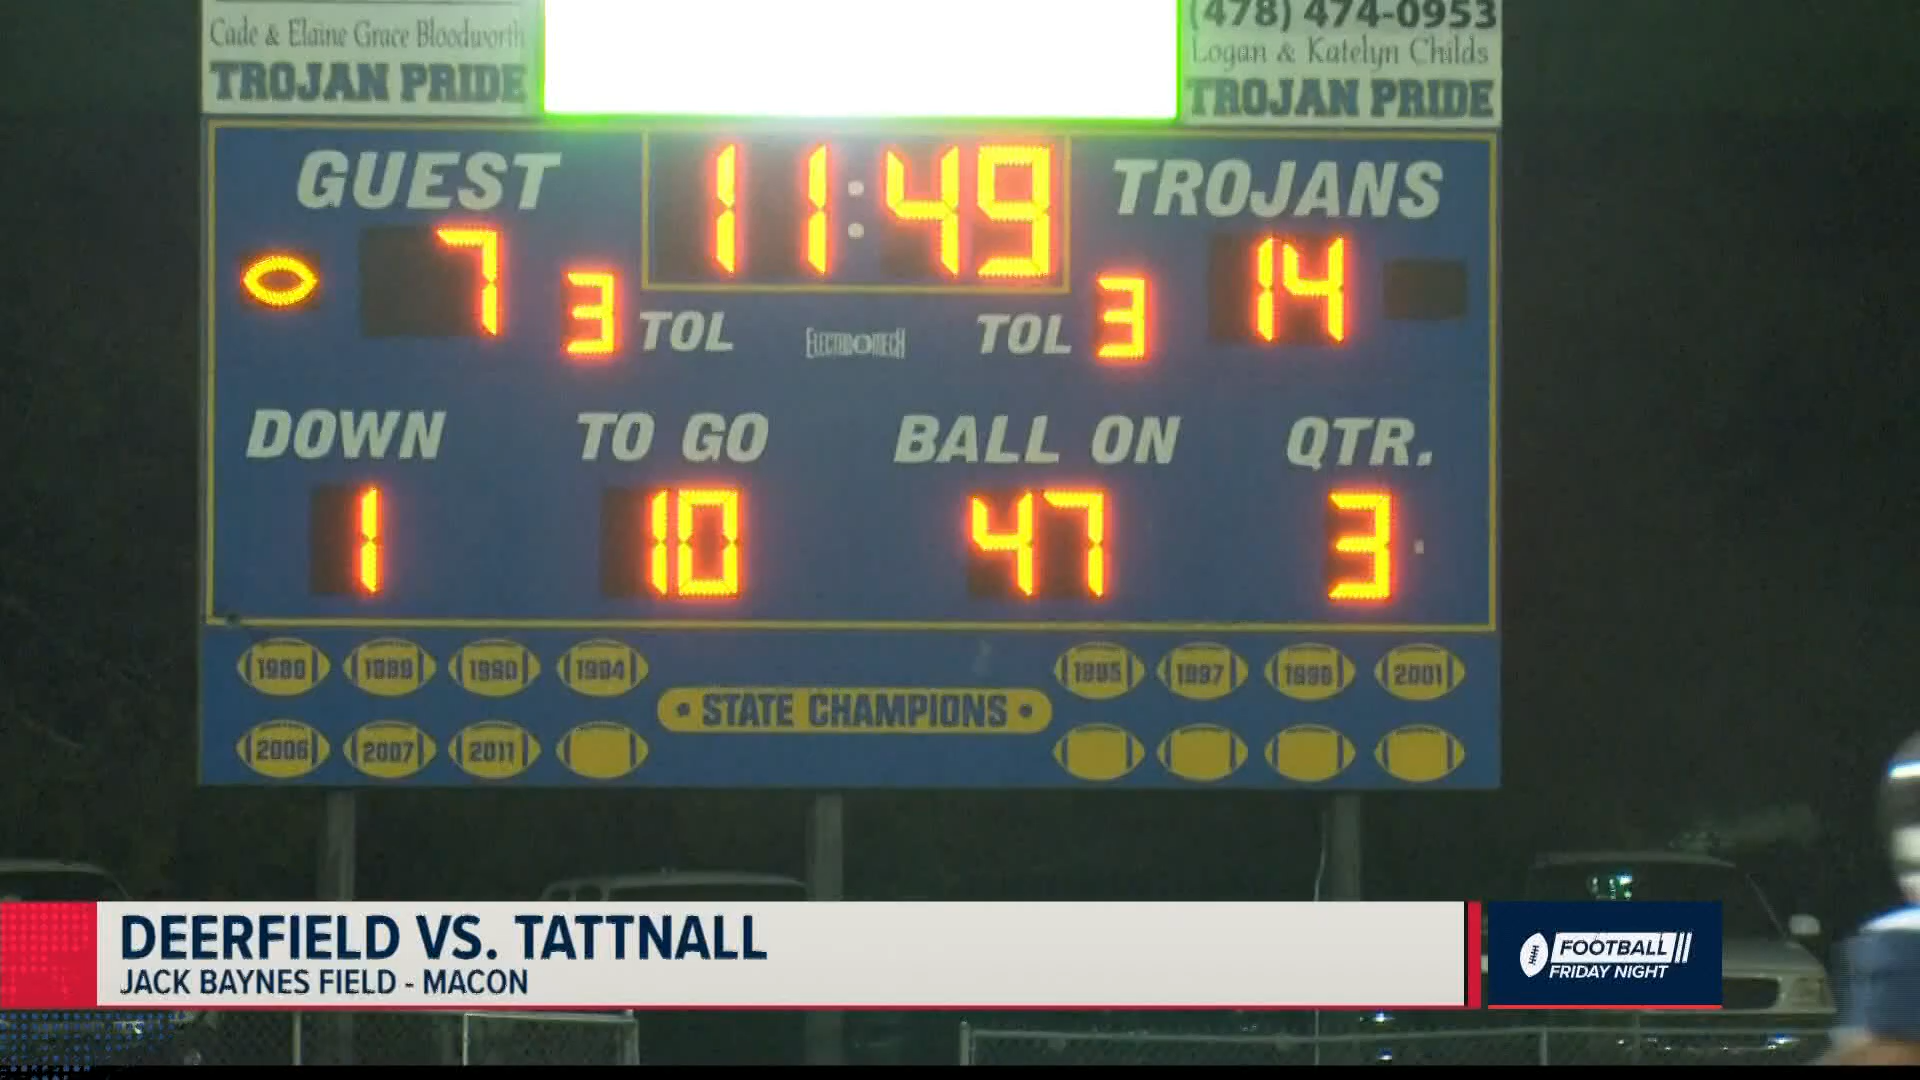 Cade & Elaine Grace Bloodworth
TROJAN PRIDE
(478) 474-0953
Logan & Katelyn Childs
TROJAN PRIDE
GUEST
11:49
TROJANS
7
3
TOL
ELECTRO-MECH
TOL
3
14
DOWN
TO GO
BALL ON
QTR.
1
10
47
3
1989
1990
1994
• STATE CHAMPIONS •
1995
1997
2001
2006
2007
2011
DEERFIELD VS. TATTNALL
JACK BAYNES FIELD - MACON
FOOTBALL
FRIDAY NIGHT